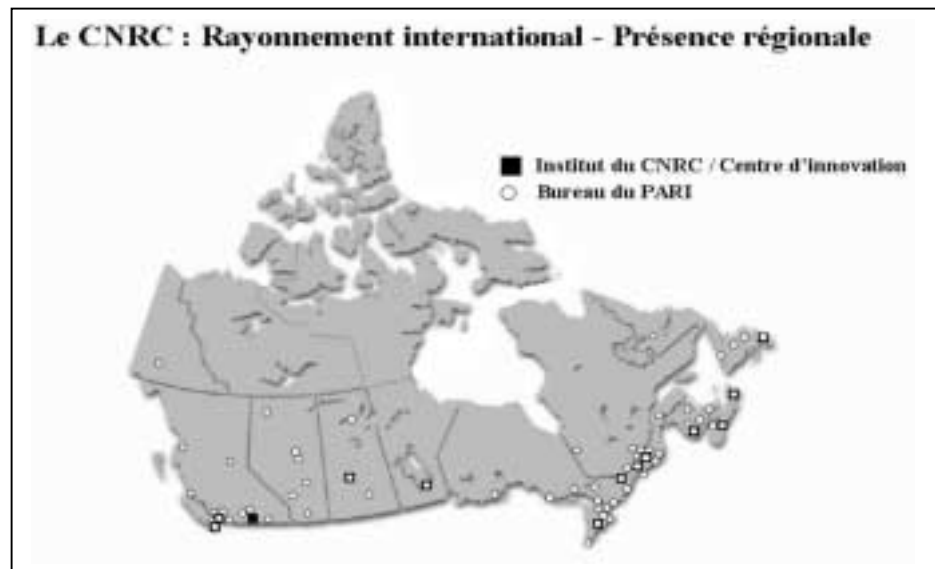 Le CNRC : Rayonnement international - Présence régionale
Institut du CNRC / Centre d'innovation
Bureau du PARI